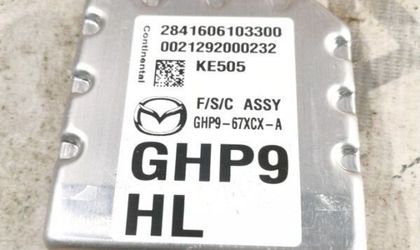 Continental
2841606103300
0021292000232
KE505
F/S/C ASSY
GHP9-67XCX-A
GHP9
HL